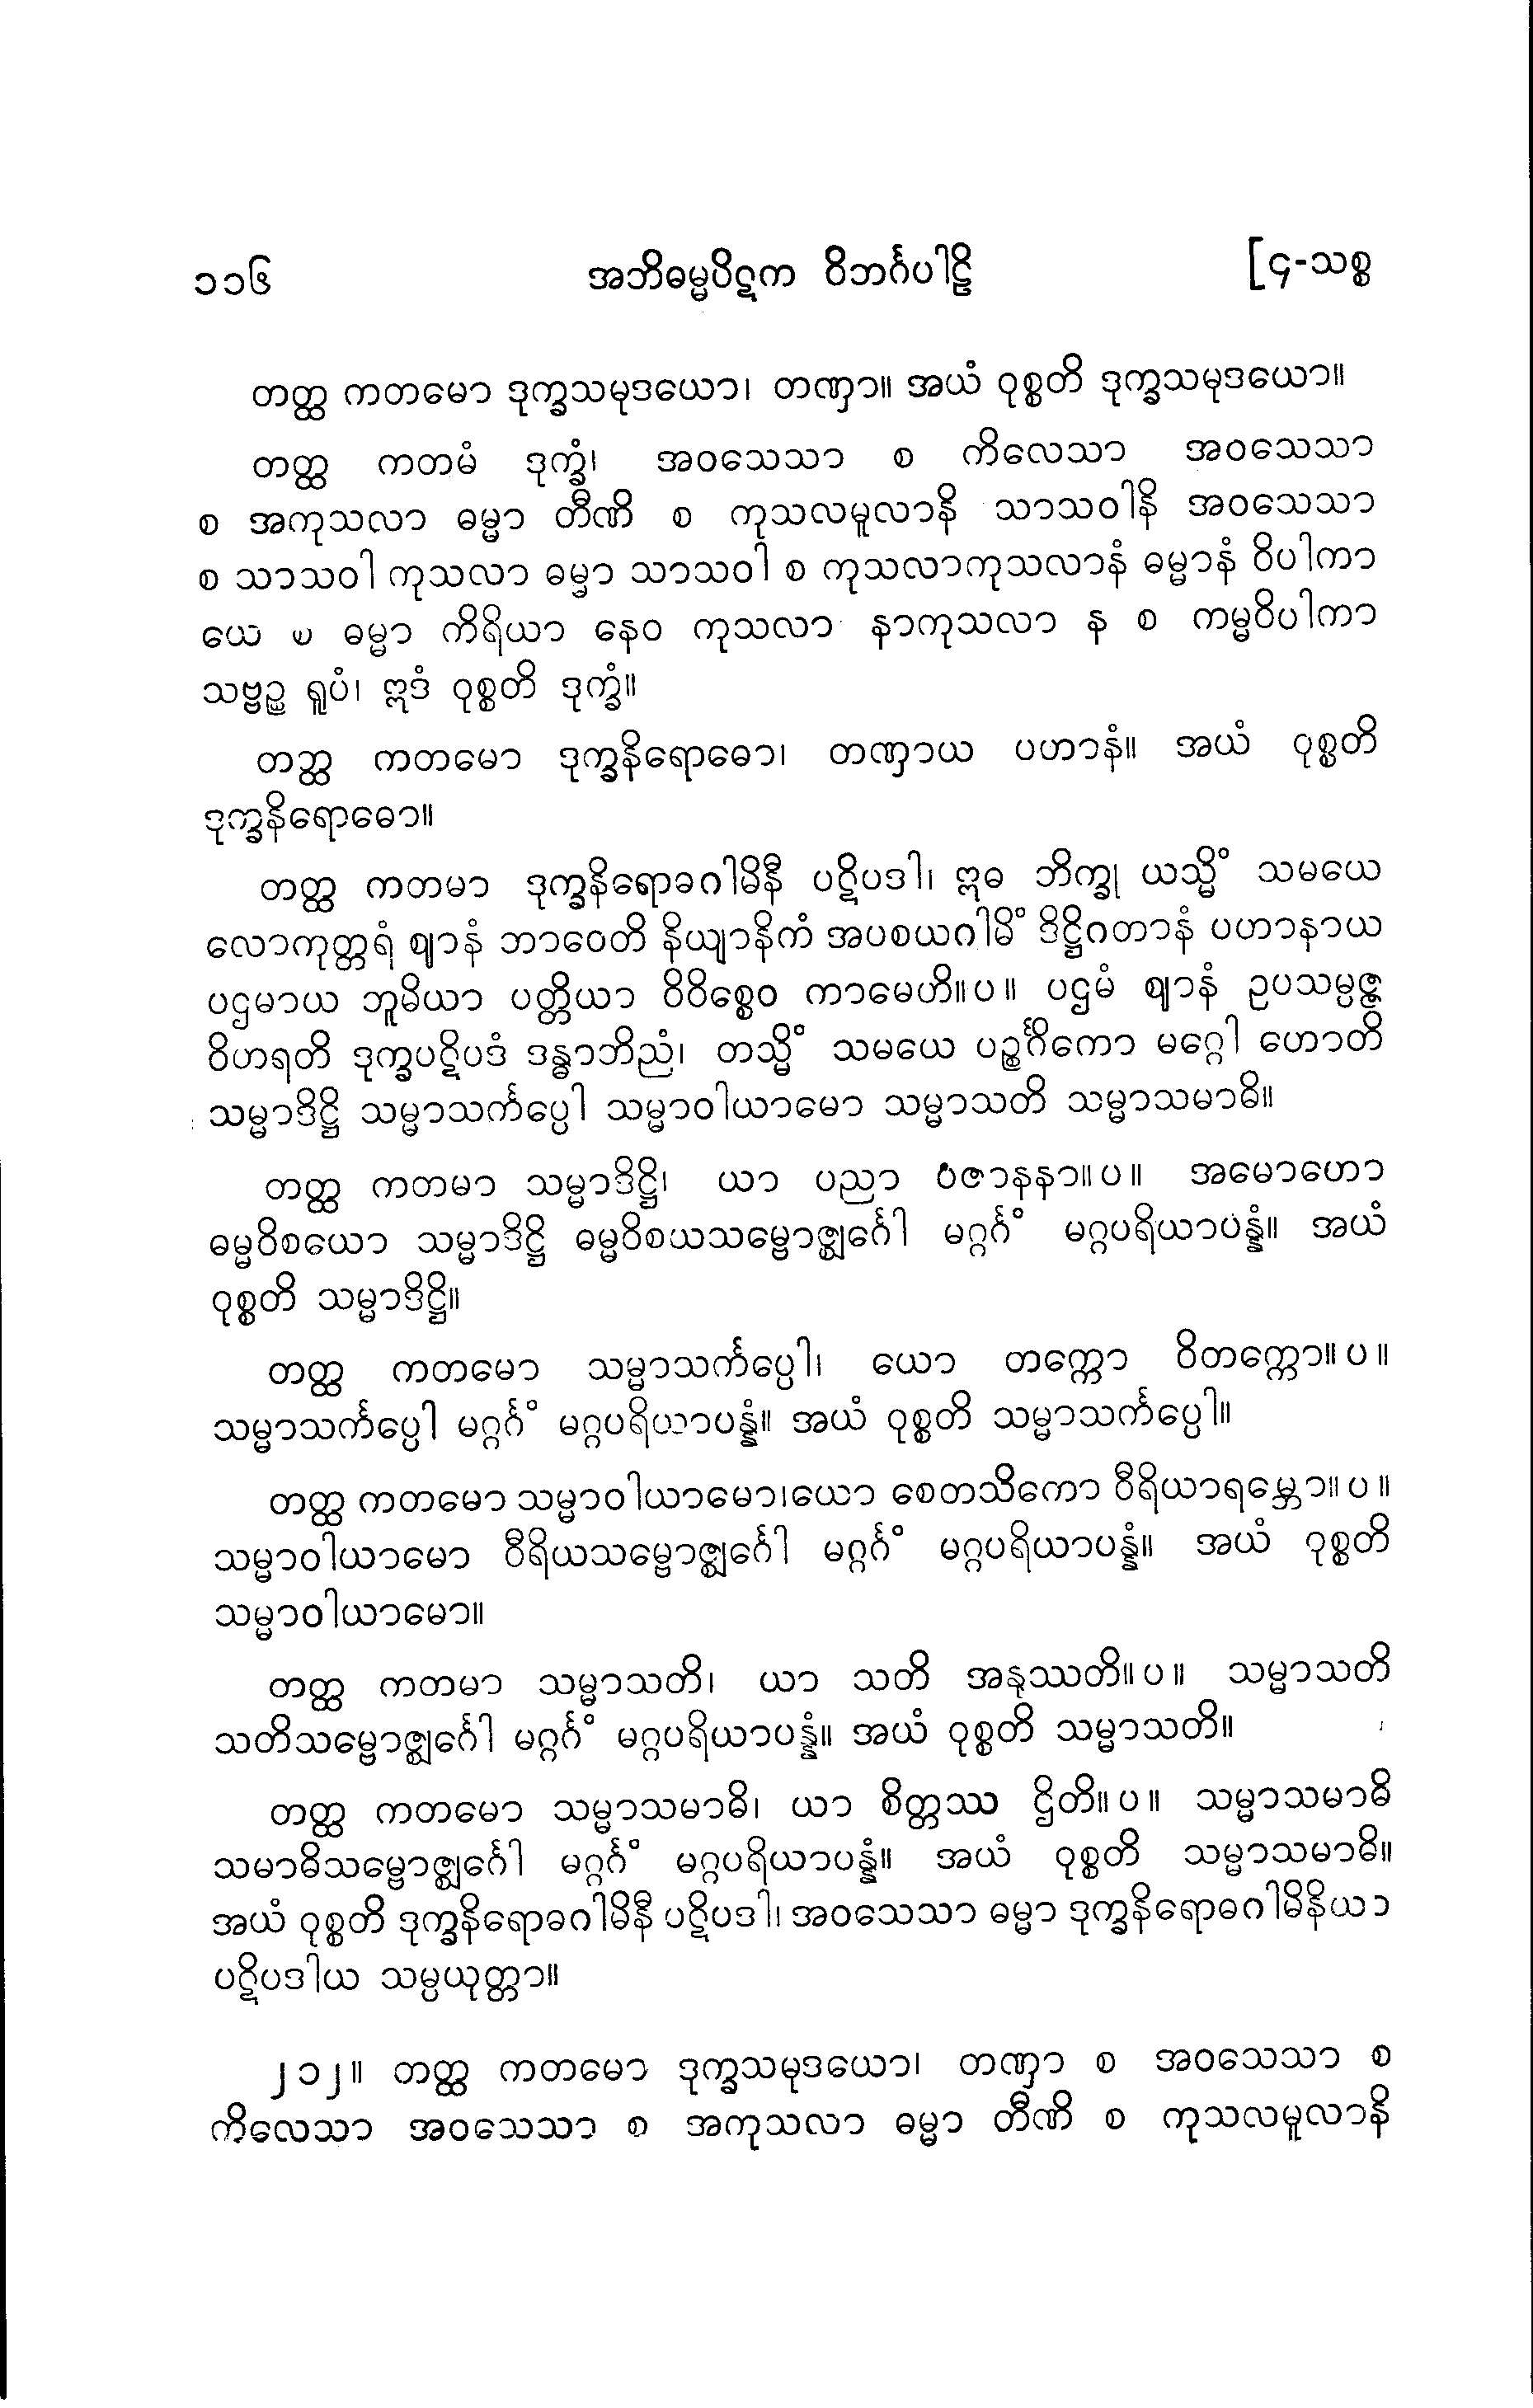 ၁၁၆ အဘိဓမ္မပိဋက ဝိဘင်္ဂပါဠိ [၄-သစ္စ
တတ္ထ ကတမော ဒုက္ခသမုဒယော၊ တဏှာ။ အယံ ဝုစ္စတိ ဒုက္ခသမုဒယော။
တတ္ထ ကတမံ ဒုက္ခံ၊ အဝသေသာ စ ကိလေသာ အဝသေသာ
စ အကုသလာ ဓမ္မာ တီဏိ စ ကုသလမူလာနိ သာသဝါနိ အဝသေသာ
စ သာသဝါ ကုသလာ ဓမ္မာ သာသဝါ စ ကုသလာကုသလာနံ ဓမ္မာနံ ဝိပါကာ
ယေ စ ဓမ္မာ ကိရိယာ နေဝ ကုသလာ နာကုသလာ န စ ကမ္မဝိပါကာ
သဗ္ဗဉ္စ ရူပံ၊ ဣဒံ ဝုစ္စတိ ဒုက္ခံ။
တတ္ထ ကတမော ဒုက္ခနိရောဓော၊ တဏှာယ ပဟာနံ။ အယံ ဝုစ္စတိ
ဒုက္ခနိရောဓော။
တတ္ထ ကတမာ ဒုက္ခနိရောဓဂါမိနီ ပဋိပဒါ၊ ဣဓ ဘိက္ခု ယသ္မိံ သမယေ
လောကုတ္တရံ ဈာနံ ဘာဝေတိ နိယျာနိကံ အပစယဂါမိံ ဒိဋ္ဌိဂတာနံ ပဟာနာယ
ပဌမာယ ဘူမိယာ ပတ္တိယာ ဝိဝိစ္စေဝ ကာမေဟိ။ပ။ ပဌမံ ဈာနံ ဥပသမ္ပဇ္ဇ
ဝိဟရတိ ဒုက္ခပဋိပဒံ ဒန္ဓာဘိညံ၊ တသ္မိံ သမယေ ပဉ္စင်္ဂိကော မဂ္ဂေါ ဟောတိ
သမ္မာဒိဋ္ဌိ သမ္မာသင်္ကပ္ပေါ သမ္မာဝါယာမော သမ္မာသတိ သမ္မာသမာဓိ။
တတ္ထ ကတမာ သမ္မာဒိဋ္ဌိ၊ ယာ ပညာ ပဇာနနာ။ပ။ အမောဟော
ဓမ္မဝိစယော သမ္မာဒိဋ္ဌိ ဓမ္မဝိစယသမ္ဗောဇ္ဈင်္ဂေါ မဂ္ဂင်္ဂံ မဂ္ဂပရိယာပန္နံ။ အယံ
ဝုစ္စတိ သမ္မာဒိဋ္ဌိ။
တတ္ထ ကတမော သမ္မာသင်္ကပ္ပေါ၊ ယော တက္ကော ဝိတက္ကော။ပ။
သမ္မာသင်္ကပ္ပေါ မဂ္ဂင်္ဂံ မဂ္ဂပရိယာပန္နံ။ အယံ ဝုစ္စတိ သမ္မာသင်္ကပ္ပေါ။
တတ္ထ ကတမော သမ္မာဝါယာမော၊ယော စေတသိကော ဝီရိယာရမ္ဘော။ပ။
သမ္မာဝါယာမော ဝီရိယသမ္ဗောဇ္ဈင်္ဂေါ မဂ္ဂင်္ဂံ မဂ္ဂပရိယာပန္နံ။ အယံ ဝုစ္စတိ
သမ္မာဝါယာမော။
တတ္ထ ကတမာ သမ္မာသတိ၊ ယာ သတိ အနုဿတိ။ပ။ သမ္မာသတိ
သတိသမ္ဗောဇ္ဈင်္ဂေါ မဂ္ဂင်္ဂံ မဂ္ဂပရိယာပန္နံ။ အယံ ဝုစ္စတိ သမ္မာသတိ။
တတ္ထ ကတမော သမ္မာသမာဓိ၊ ယာ စိတ္တဿ ဌိတိ။ပ။ သမ္မာသမာဓိ
သမာဓိသမ္ဗောဇ္ဈင်္ဂေါ မဂ္ဂင်္ဂံ မဂ္ဂပရိယာပန္နံ။ အယံ ဝုစ္စတိ သမ္မာသမာဓိ။
အယံ ဝုစ္စတိ ဒုက္ခနိရောဓဂါမိနီ ပဋိပဒါ၊ အဝသေသာ ဓမ္မာ ဒုက္ခနိရောဓဂါမိနိယာ
ပဋိပဒါယ သမ္ပယုတ္တာ။
၂၁၂။ တတ္ထ ကတမော ဒုက္ခသမုဒယော၊ တဏှာ စ အဝသေသာ စ
ကိလေသာ အဝသေသာ စ အကုသလာ ဓမ္မာ တီဏိ စ ကုသလမူလာနိ